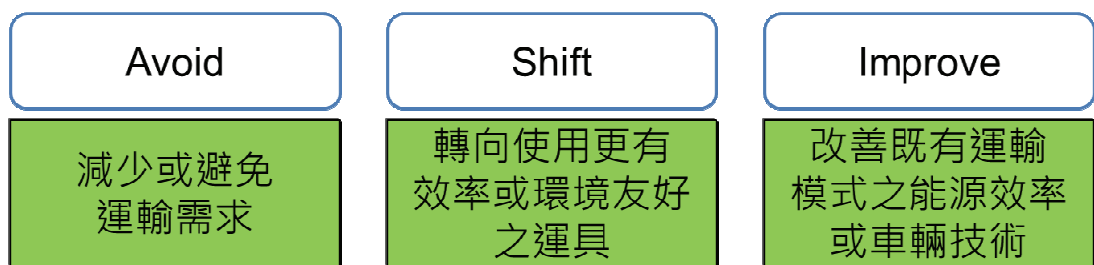 Avoid
減少或避免
運輸需求
Shift
轉向使用更有
效率或環境友好
之運具
Improve
改善既有運輸
模式之能源效率
或車輛技術